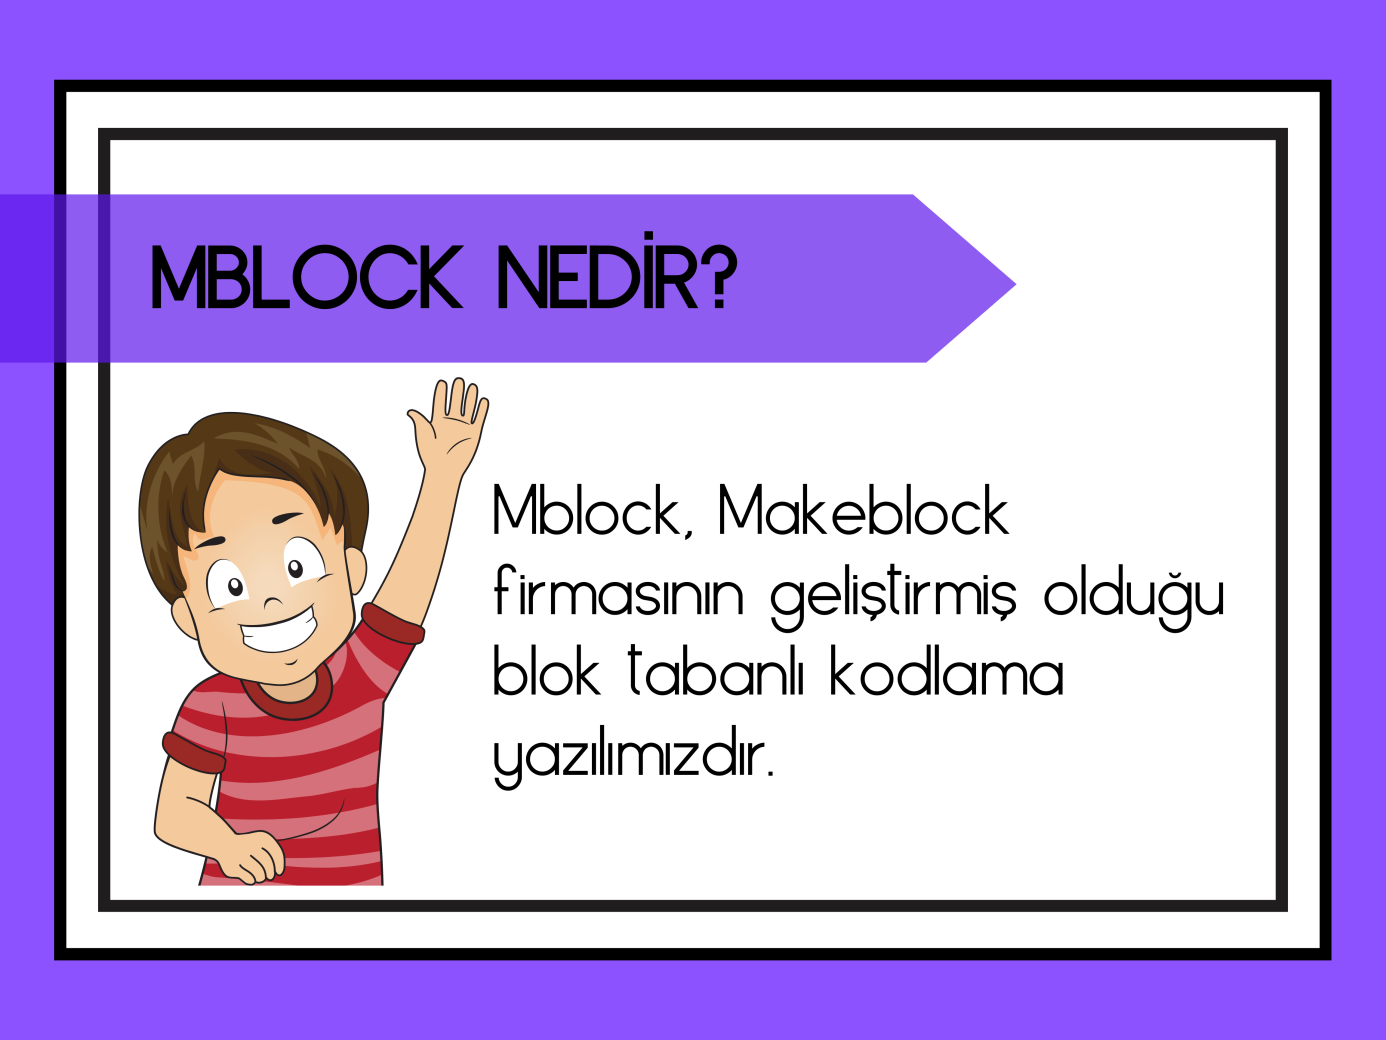 MBLOCK NEDİR?
Mblock, Makeblock
firmasının geliştirmiş olduğu
blok tabanlı kodlama
yazılımızdır.